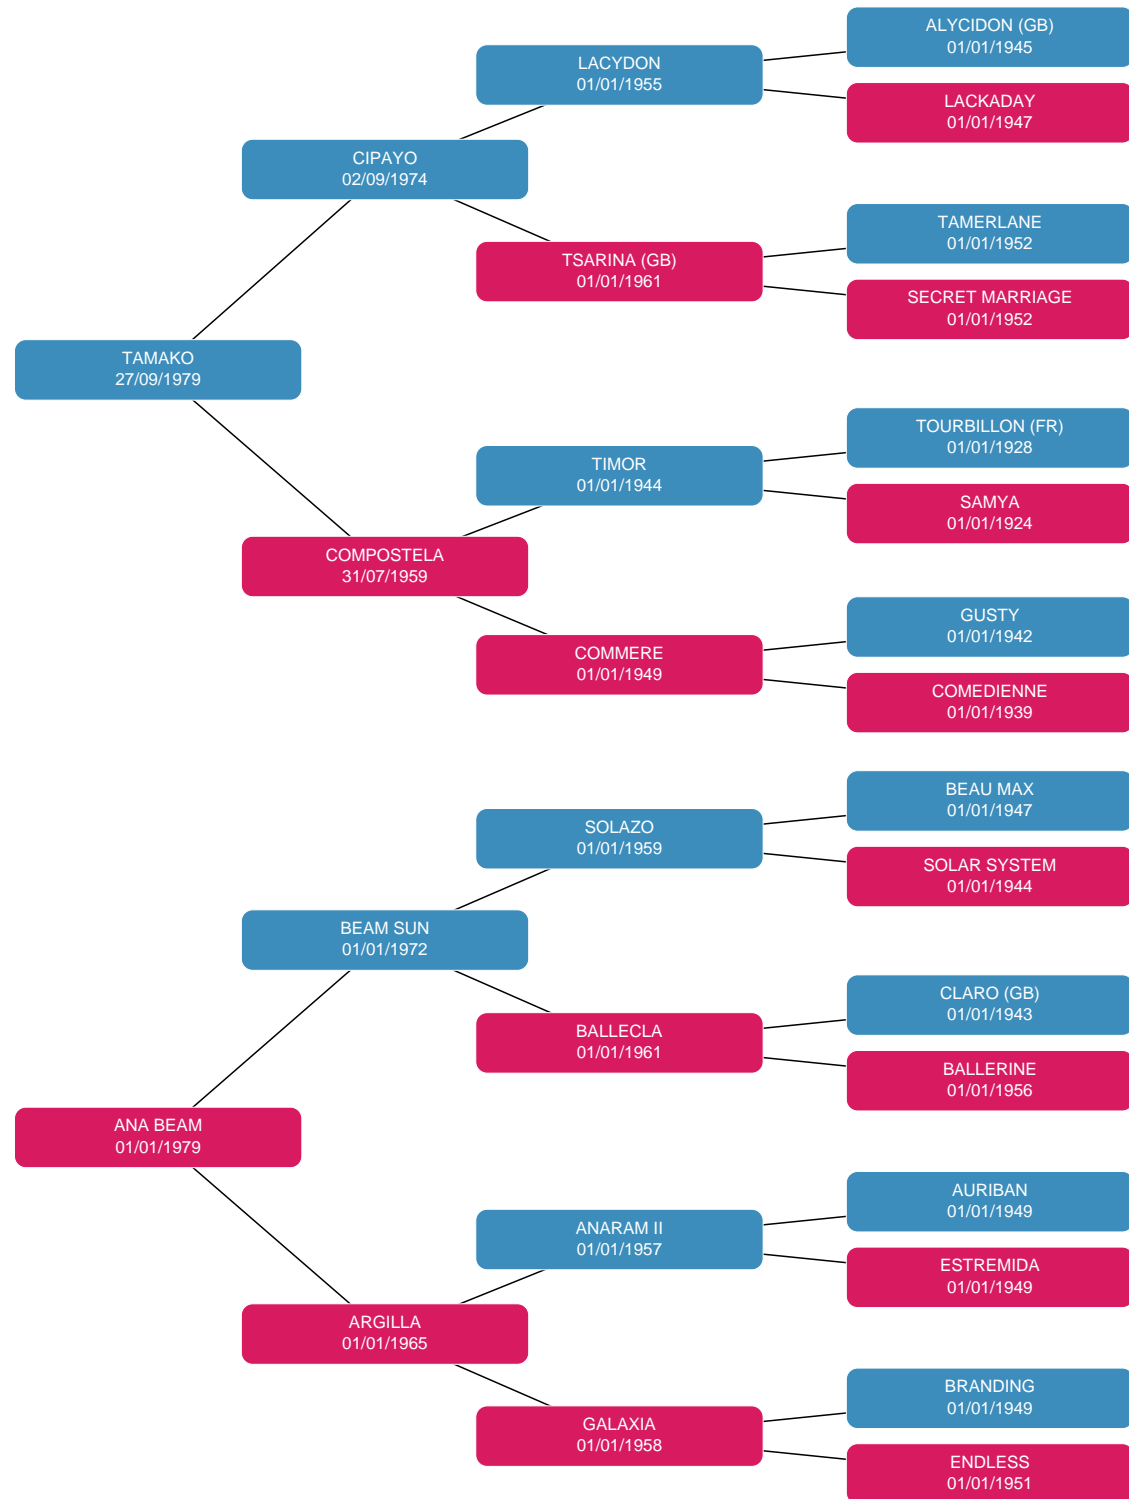 ALYCIDON (GB)
01/01/1945
LACYDON
01/01/1955
LACKADAY
01/01/1947
CIPAYO
02/09/1974
TAMERLANE
01/01/1952
TSARINA (GB)
01/01/1961
SECRET MARRIAGE
01/01/1952
TAMAKO
27/09/1979
TOURBILLON (FR)
01/01/1928
TIMOR
01/01/1944
SAMYA
01/01/1924
COMPOSTELA
31/07/1959
GUSTY
01/01/1942
COMMERE
01/01/1949
COMEDIENNE
01/01/1939
BEAU MAX
01/01/1947
SOLAZO
01/01/1959
SOLAR SYSTEM
01/01/1944
BEAM SUN
01/01/1972
CLARO (GB)
01/01/1943
BALLECLA
01/01/1961
BALLERINE
01/01/1956
ANA BEAM
01/01/1979
AURIBAN
01/01/1949
ANARAM II
01/01/1957
ESTREMIDA
01/01/1949
ARGILLA
01/01/1965
BRANDING
01/01/1949
GALAXIA
01/01/1958
ENDLESS
01/01/1951